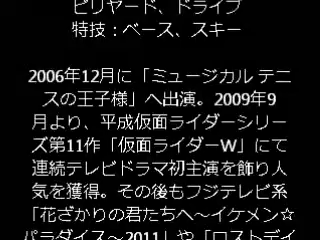 ビリヤード、ドライブ
特技：ベース、スキー
2006年12月に「ミュージカル テニ
スの王子様」へ出演。2009年9
月より、平成仮面ライダーシリー
ズ第11作「仮面ライダーW」にて
連続テレビドラマ初主演を飾り人
気を獲得。その後もフジテレビ系
「花ざかりの君たちへ～イケメン☆
パラダイス～2011」や「ロストデイ